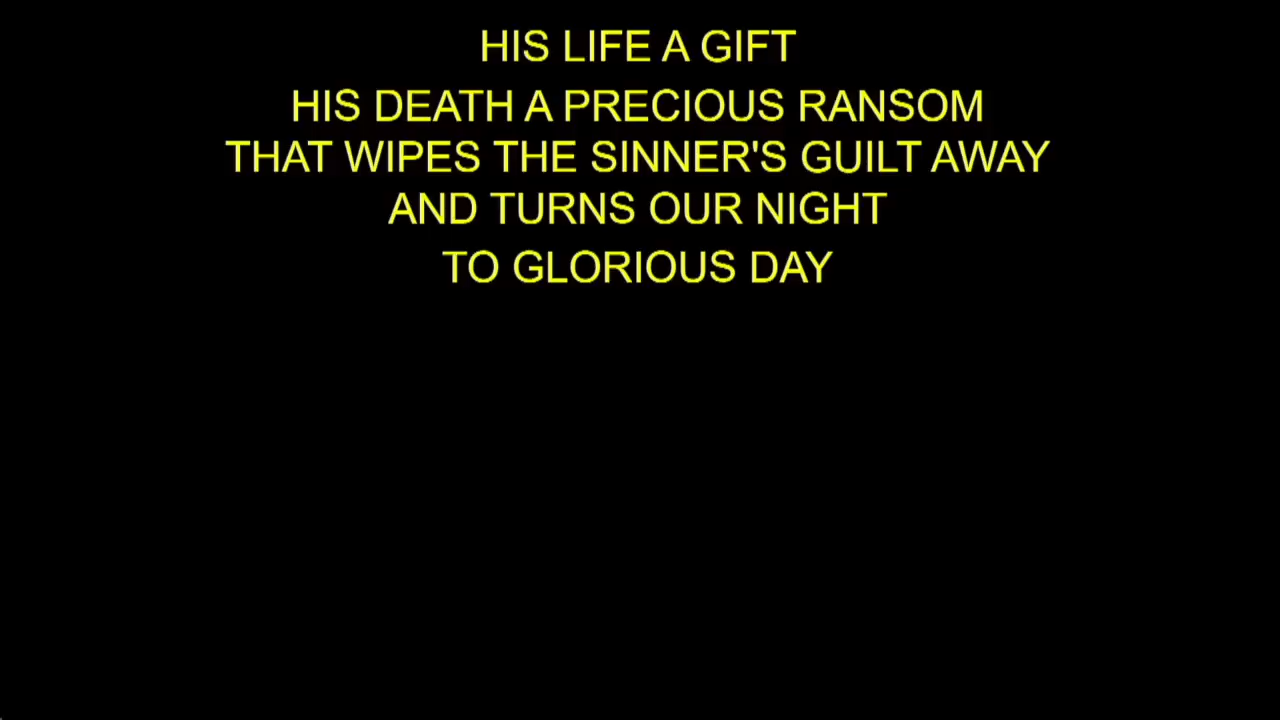 HIS LIFE A GIFT
HIS DEATH A PRECIOUS RANSOM
THAT WIPES THE SINNER'S GUILT AWAY
AND TURNS OUR NIGHT
TO GLORIOUS DAY